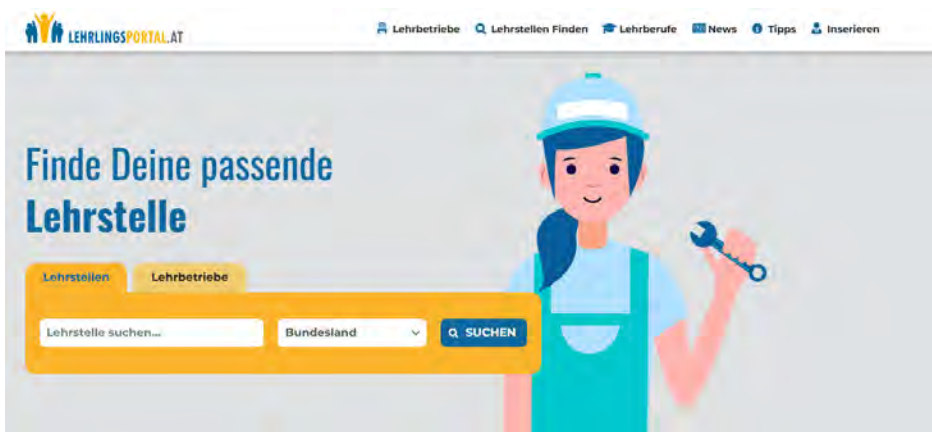 LEHRLINGSPORTAL.AT
Lehrbetriebe Lehrstellen Finden Lehrberufe News Tipps Inserieren
Finde Deine passende
Lehrstelle
Lehrstellen Lehrbetriebe
Lehrstelle suchen... Bundesland SUCHEN